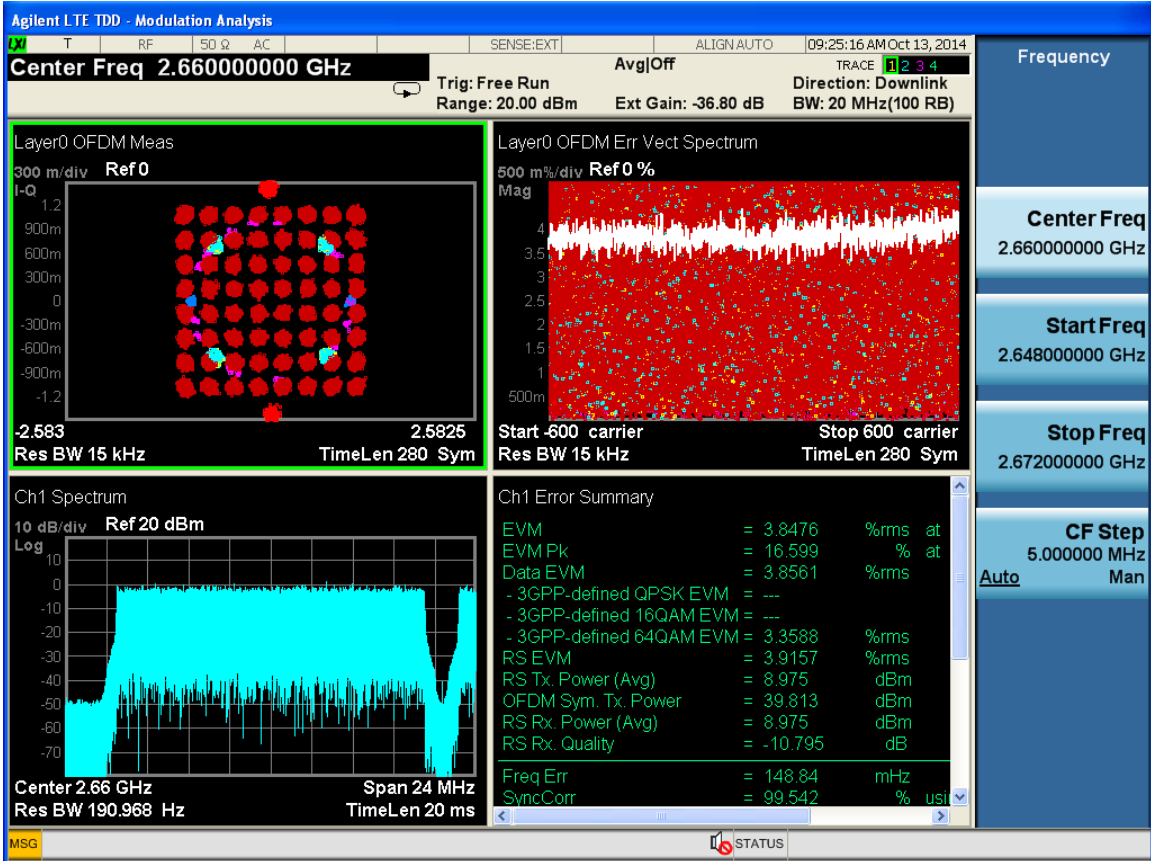 Agilent LTE TDD - Modulation Analysis
LXI T RF 50 Ω AC SENSE:EXT ALIGN AUTO 09:25:16 AM Oct 13, 2014
Center Freq 2.660000000 GHz
Avg|Off
TRACE 1 2 3 4
Trig: Free Run
Direction: Downlink
Range: 20.00 dBm Ext Gain: -36.80 dB BW: 20 MHz(100 RB)
Layer0 OFDM Meas
300 m/div Ref 0
I-Q
1.2
900m
600m
300m
0
-300m
-600m
-900m
-1.2
-2.583 2.5825
Res BW 15 kHz TimeLen 280 Sym
Layer0 OFDM Err Vect Spectrum
500 m%/div Ref 0 %
Mag
4
3.5
3
2.5
2
1.5
1
500m
Start -600 carrier Stop 600 carrier
Res BW 15 kHz TimeLen 280 Sym
Ch1 Spectrum
10 dB/div Ref 20 dBm
Log
10
0
-10
-20
-30
-40
-50
-60
-70
Center 2.66 GHz Span 24 MHz
Res BW 190.968 Hz TimeLen 20 ms
Ch1 Error Summary
EVM = 3.8476 %rms at
EVM Pk = 16.599 % at
Data EVM = 3.8561 %rms
- 3GPP-defined QPSK EVM = ---
- 3GPP-defined 16QAM EVM = ---
- 3GPP-defined 64QAM EVM = 3.3588 %rms
RS EVM = 3.9157 %rms
RS Tx. Power (Avg) = 8.975 dBm
OFDM Sym. Tx. Power = 39.813 dBm
RS Rx. Power (Avg) = 8.975 dBm
RS Rx. Quality = -10.795 dB
Freq Err = 148.84 mHz
SyncCorr = 99.542 % usi
Frequency
Center Freq
2.660000000 GHz
Start Freq
2.648000000 GHz
Stop Freq
2.672000000 GHz
CF Step
5.000000 MHz
Auto Man
MSG STATUS